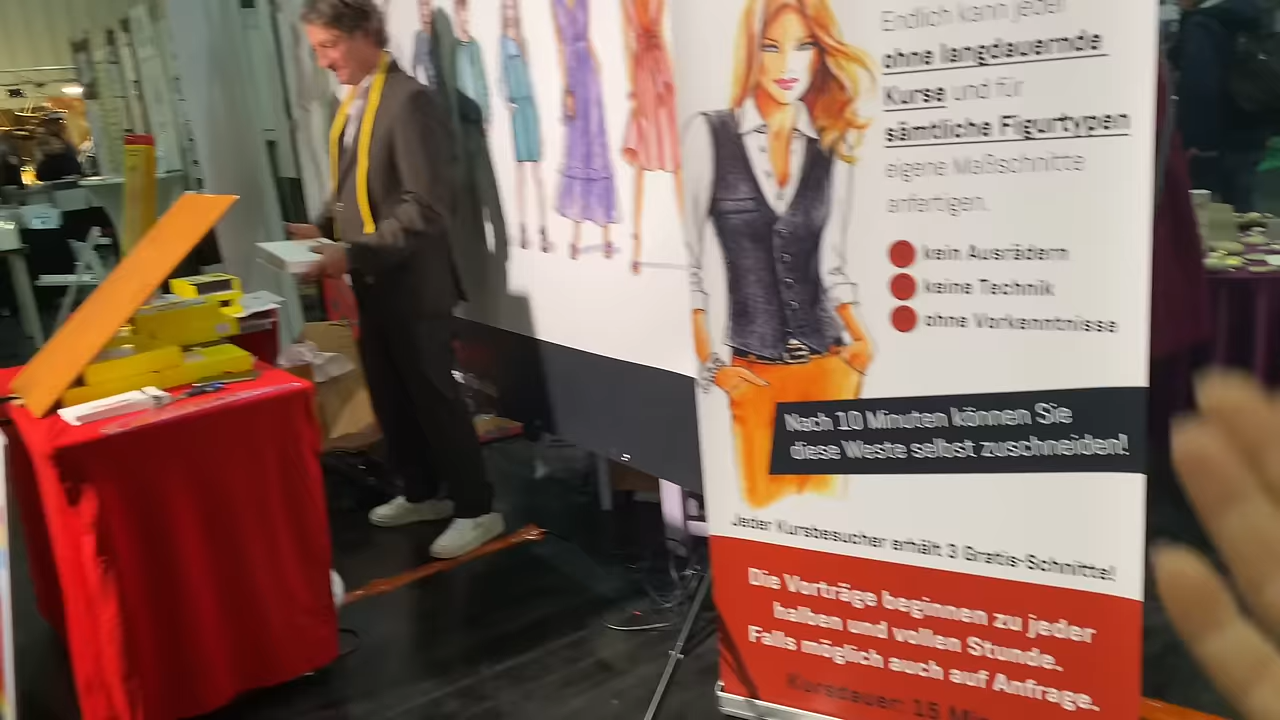 Endlich kann jeder
ohne langdauernde
Kurse und für
sämtliche Figurtypen
eigene Maßschnitte
anfertigen.
kein Ausrädern
keine Technik
ohne Vorkenntnisse
Nach 10 Minuten können Sie
diese Weste selbst zuschneiden!
Jeder Kursbesucher erhält 3 Gratis-Schnitte!
Die Vorträge beginnen zu jeder
halben und vollen Stunde.
Falls möglich auch auf Anfrage.
Kursdauer: 15 Min